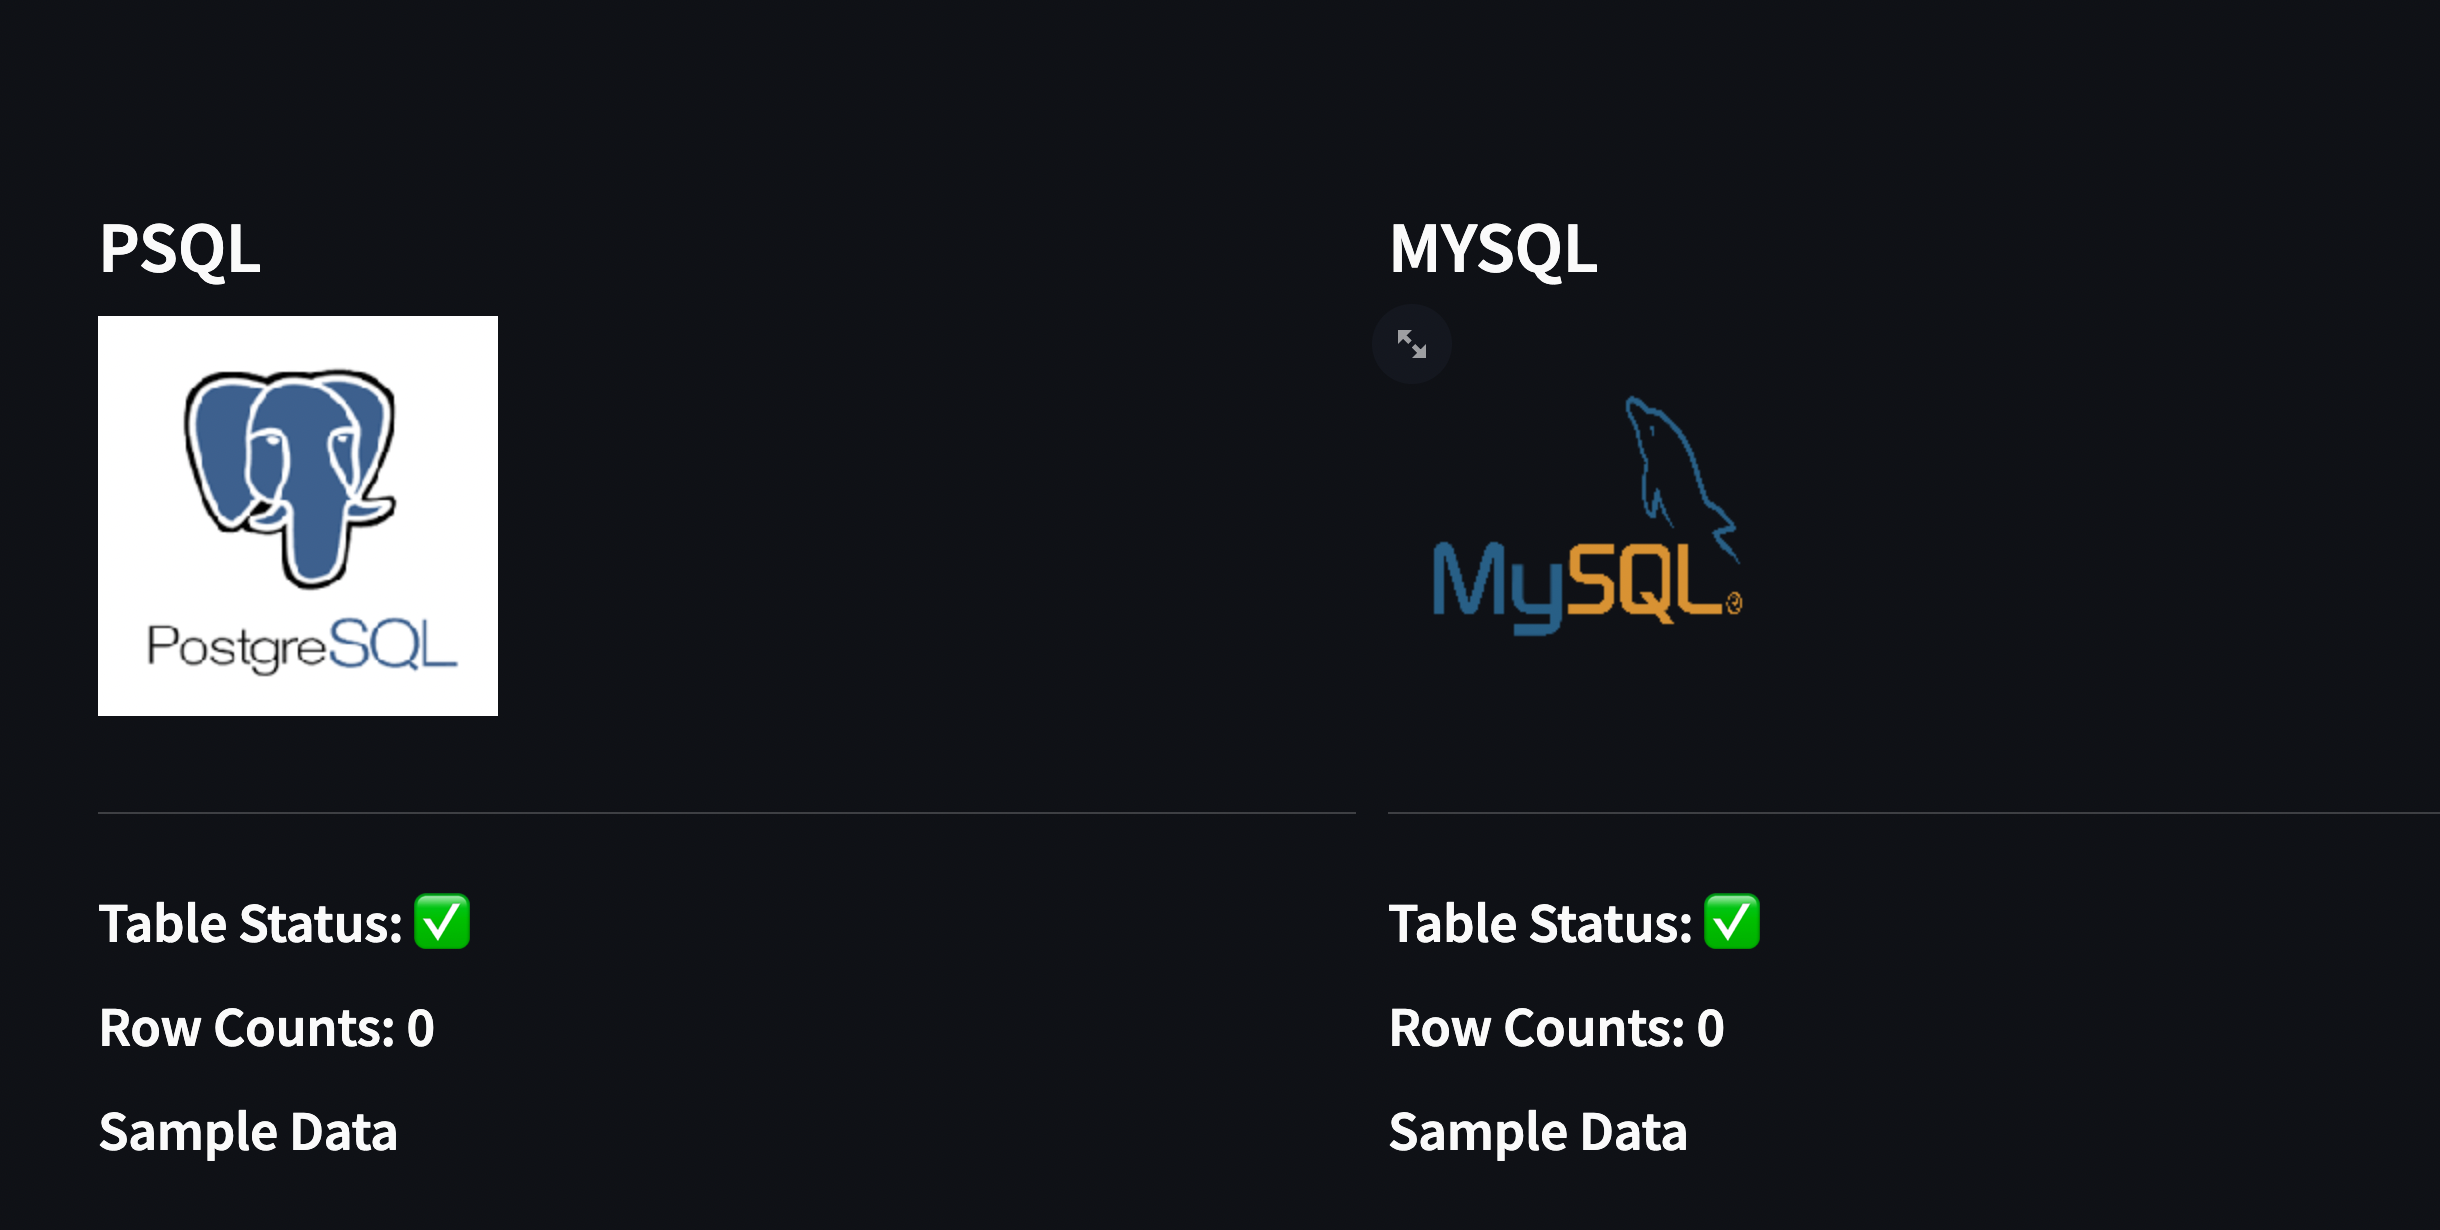 PSQL
PostgreSQL
Table Status: ✅
Row Counts: 0
Sample Data
MYSQL
MySQL®
Table Status: ✅
Row Counts: 0
Sample Data